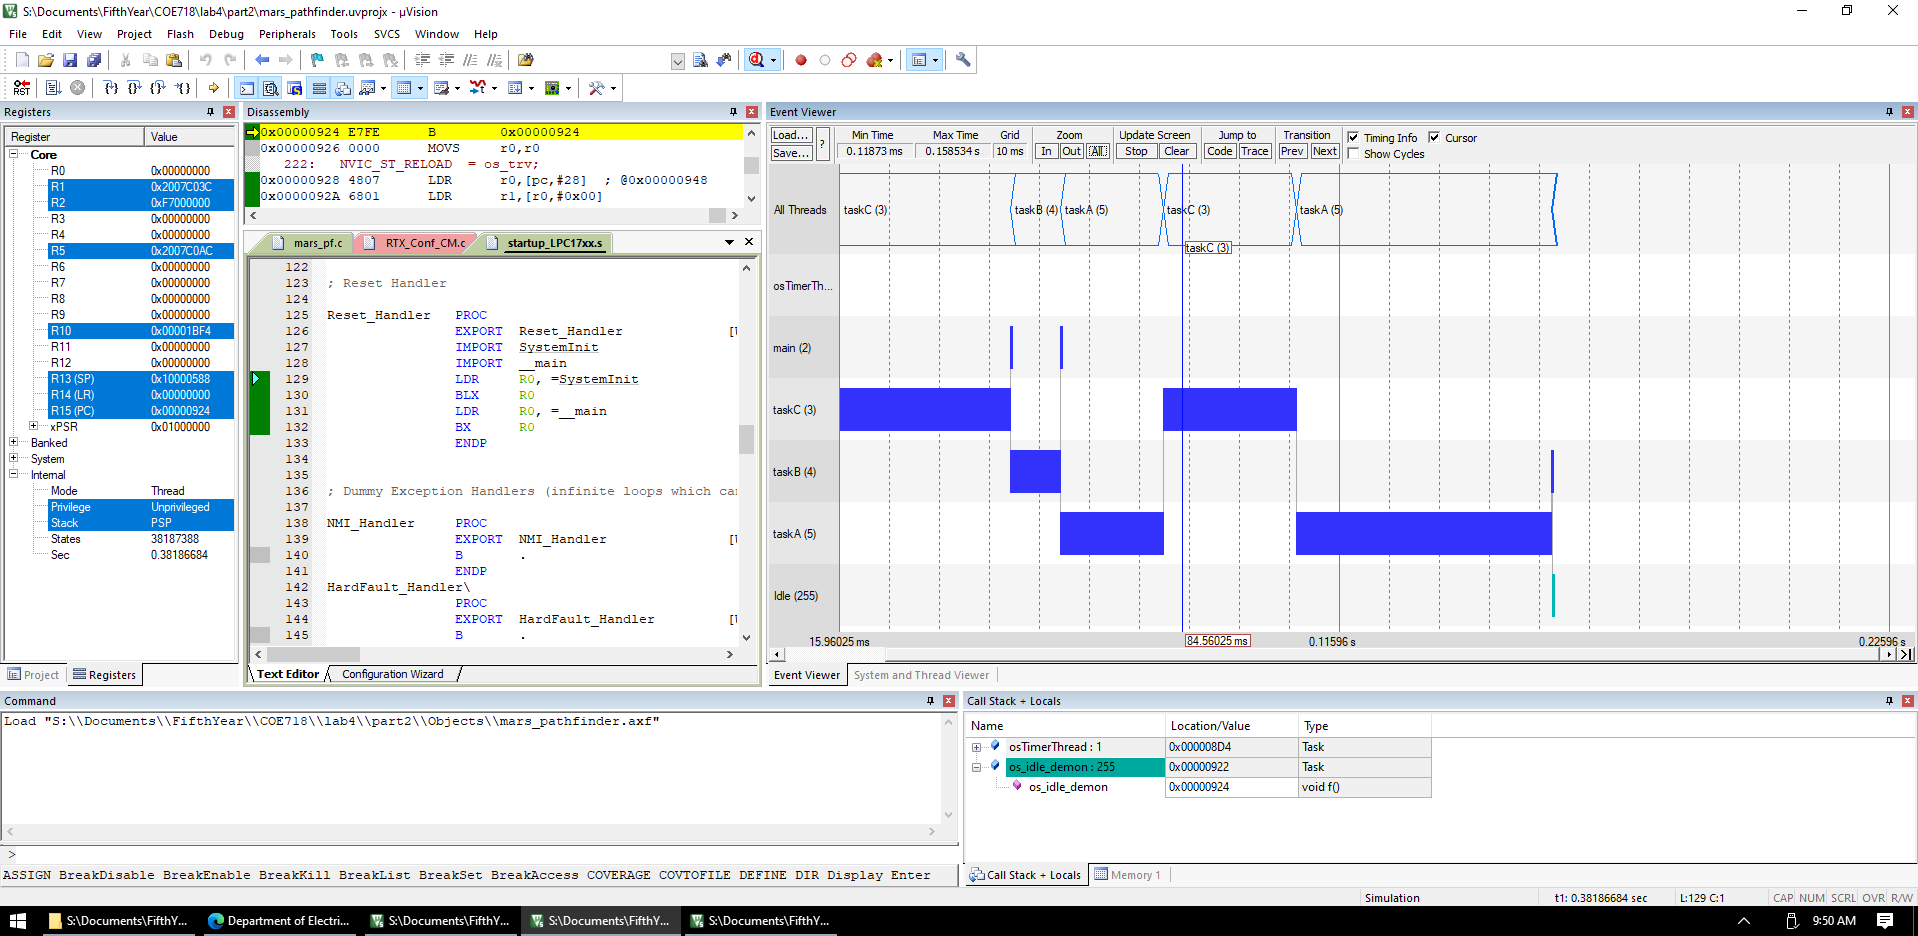 S:\Documents\FifthYear\COE718\lab4\part2\mars_pathfinder.uvprojx - µVision
File Edit View Project Flash Debug Peripherals Tools SVCS Window Help
RST
Registers
Register Value
Core
R0 0x00000000
R1 0x2007C03C
R2 0xF7000000
R3 0x00000000
R4 0x00000000
R5 0x2007C0AC
R6 0x00000000
R7 0x00000000
R8 0x00000000
R9 0x00000000
R10 0x00001BF4
R11 0x00000000
R12 0x00000000
R13 (SP) 0x10000588
R14 (LR) 0x00000000
R15 (PC) 0x00000924
xPSR 0x01000000
Banked
System
Internal
Mode Thread
Privilege Unprivileged
Stack PSP
States 38187388
Sec 0.38186684
Project Registers
Disassembly
0x00000924 E7FE B 0x00000924
0x00000926 0000 MOVS r0,r0
222: NVIC_ST_RELOAD = os_trv;
0x00000928 4807 LDR r0,[pc,#28] ; @0x00000948
0x0000092A 6801 LDR r1,[r0,#0x00]
mars_pf.c RTX_Conf_CM.c startup_LPC17xx.s
122
123 ; Reset Handler
124
125 Reset_Handler PROC
126 EXPORT Reset_Handler [
127 IMPORT SystemInit
128 IMPORT __main
129 LDR R0, =SystemInit
130 BLX R0
131 LDR R0, =__main
132 BX R0
133 ENDP
134
135
136 ; Dummy Exception Handlers (infinite loops which ca
137
138 NMI_Handler PROC
139 EXPORT NMI_Handler [
140 B .
141 ENDP
142 HardFault_Handler\
143 PROC
144 EXPORT HardFault_Handler [
145 B .
Text Editor Configuration Wizard
Event Viewer
Load... Save... ?
Min Time Max Time Grid Zoom Update Screen Jump to Transition
0.11873 ms 0.158534 s 10 ms In Out All Stop Clear Code Trace Prev Next
Timing Info Cursor
Show Cycles
All Threads taskC (3) taskB (4) taskA (5) taskC (3) taskA (5)
taskC (3)
osTimerTh...
main (2)
taskC (3)
taskB (4)
taskA (5)
Idle (255)
15.96025 ms 84.56025 ms 0.11596 s 0.22596 s
Event Viewer System and Thread Viewer
Command
Load "S:\\Documents\\FifthYear\\COE718\\lab4\\part2\\Objects\\mars_pathfinder.axf"
>
ASSIGN BreakDisable BreakEnable BreakKill BreakList BreakSet BreakAccess COVERAGE COVTOFILE DEFINE DIR Display Enter
Call Stack + Locals
Name Location/Value Type
osTimerThread : 1 0x000008D4 Task
os_idle_demon : 255 0x00000922 Task
os_idle_demon 0x00000924 void f()
Call Stack + Locals Memory 1
Simulation t1: 0.38186684 sec L:129 C:1 CAP NUM SCRL OVR R/W
S:\Documents\FifthY... Department of Electri... S:\Documents\FifthY... S:\Documents\FifthY... S:\Documents\FifthY... 9:50 AM